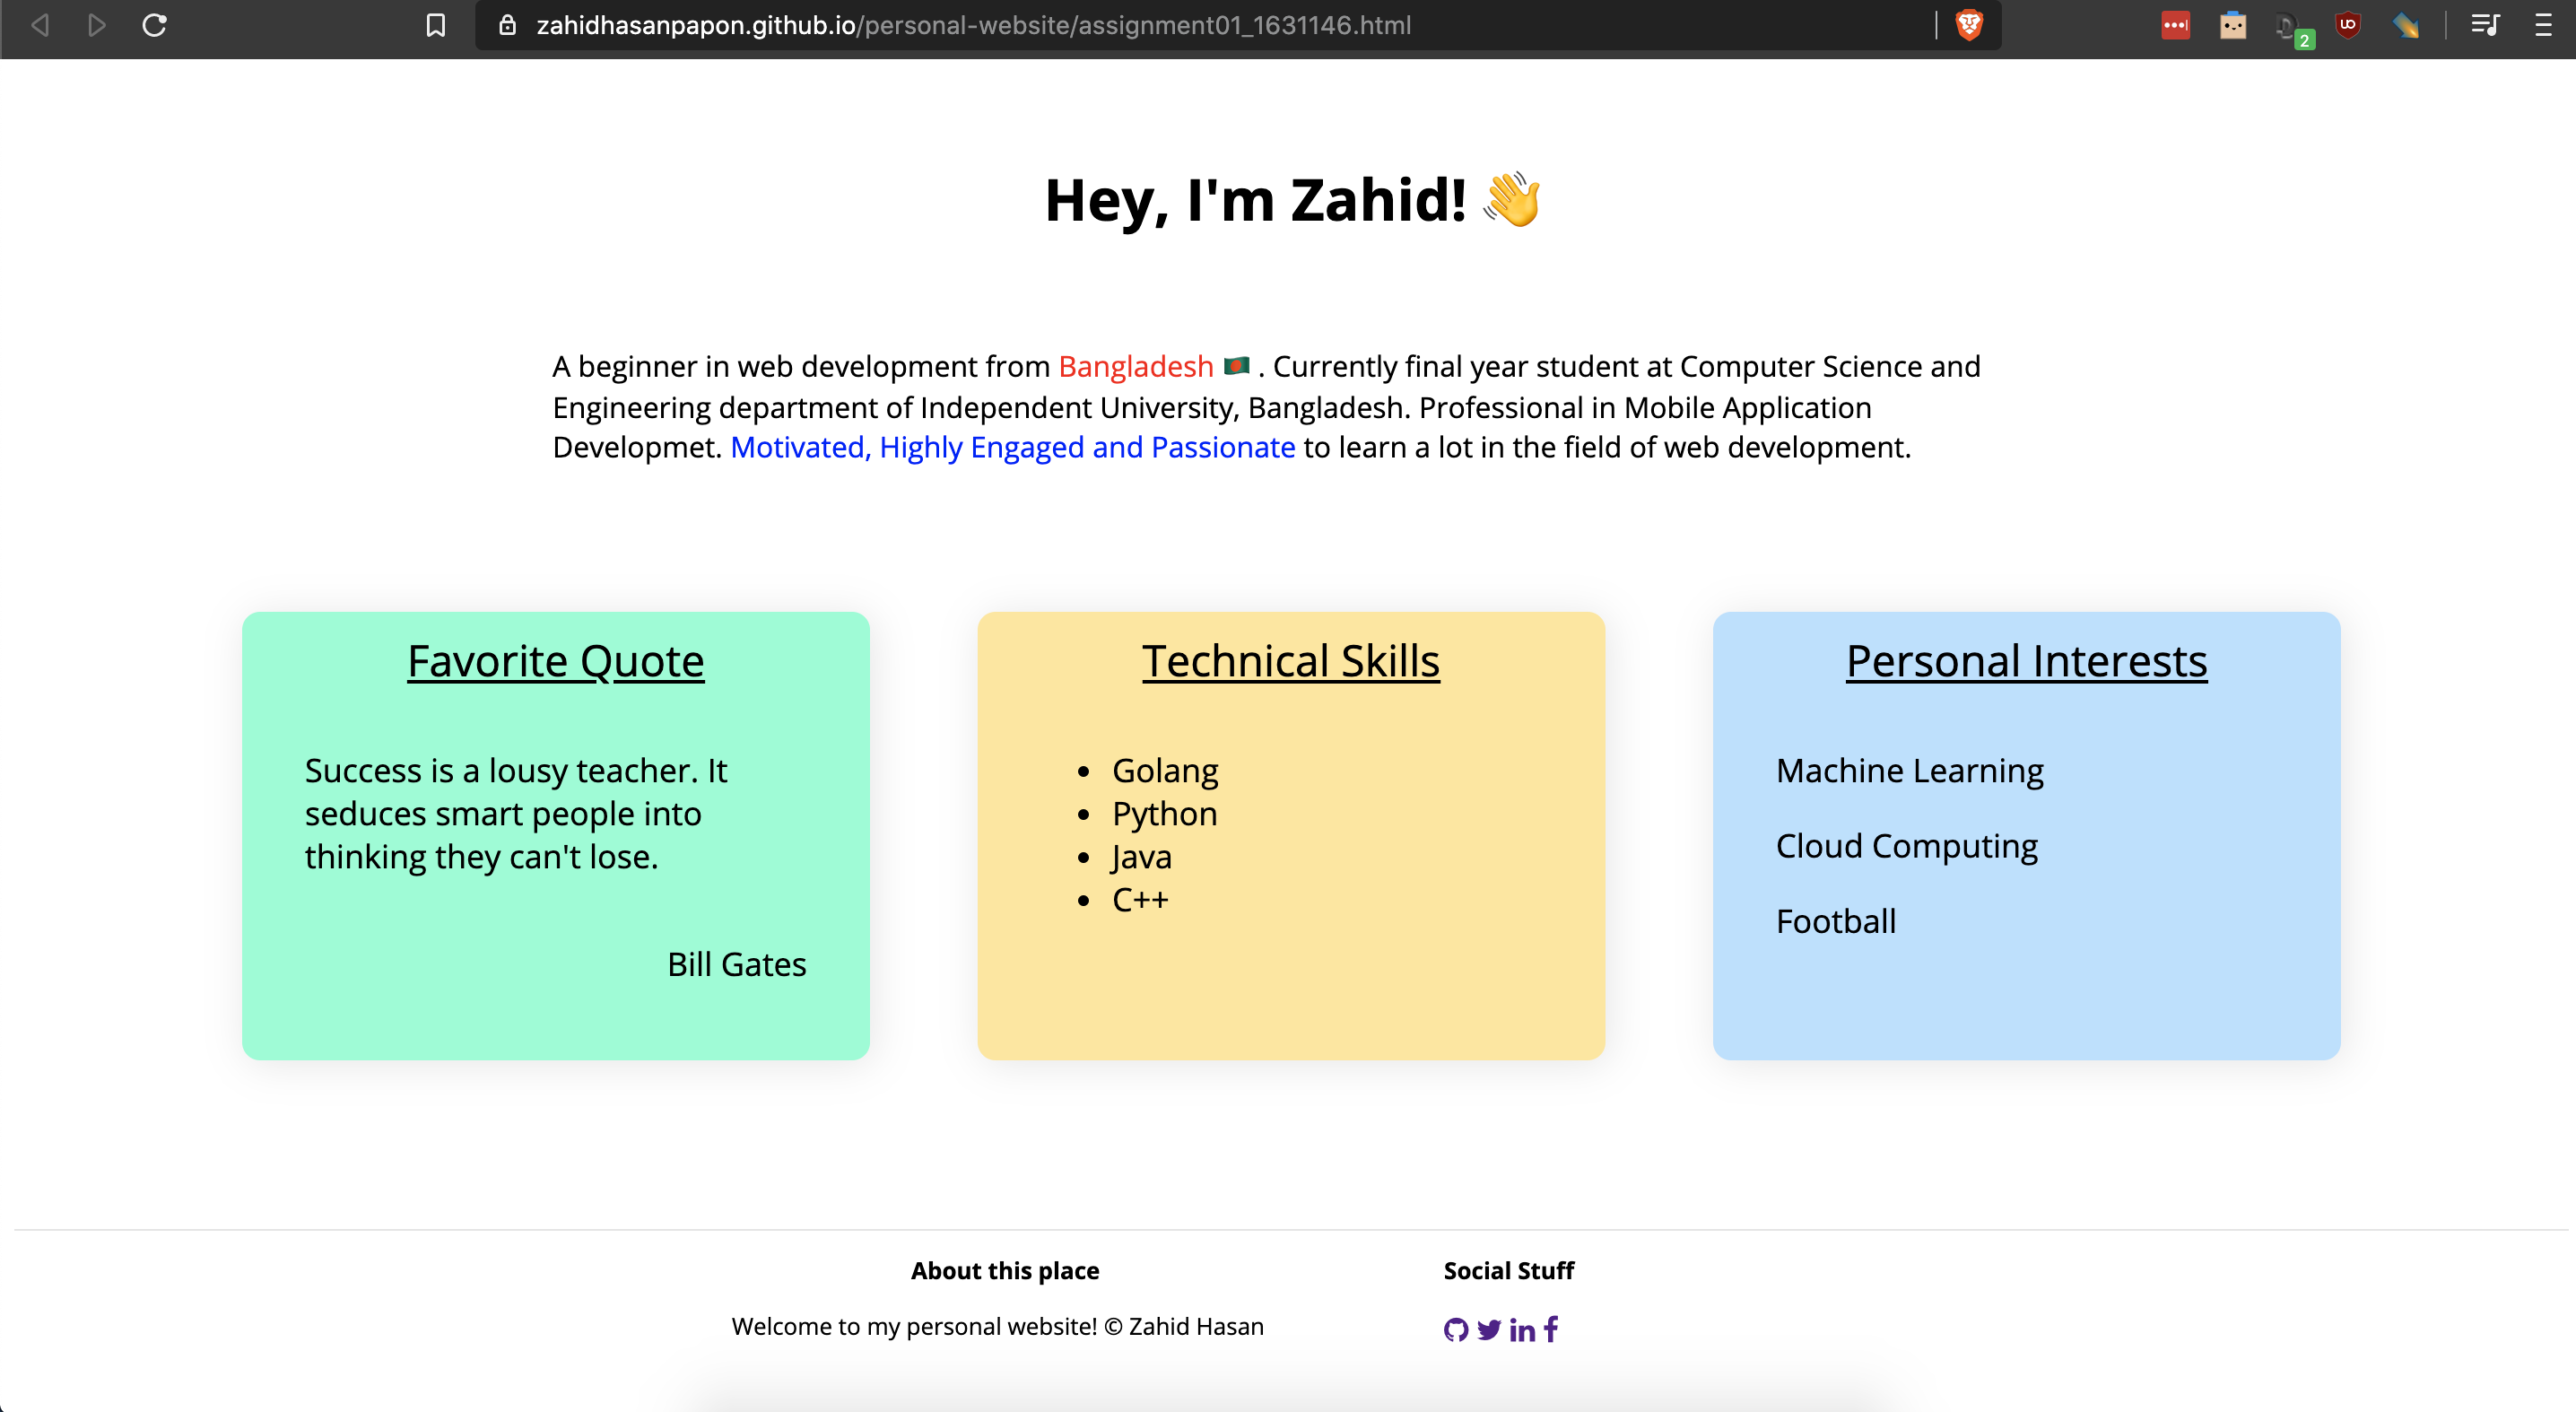 zahidhasanpapon.github.io/personal-website/assignment01_1631146.html
2
Hey, I'm Zahid! 👋
A beginner in web development from Bangladesh 🇧🇩 . Currently final year student at Computer Science and
Engineering department of Independent University, Bangladesh. Professional in Mobile Application
Developmet. Motivated, Highly Engaged and Passionate to learn a lot in the field of web development.
Favorite Quote
Success is a lousy teacher. It
seduces smart people into
thinking they can't lose.
Bill Gates
Technical Skills
• Golang
• Python
• Java
• C++
Personal Interests
Machine Learning
Cloud Computing
Football
About this place
Welcome to my personal website! © Zahid Hasan
Social Stuff